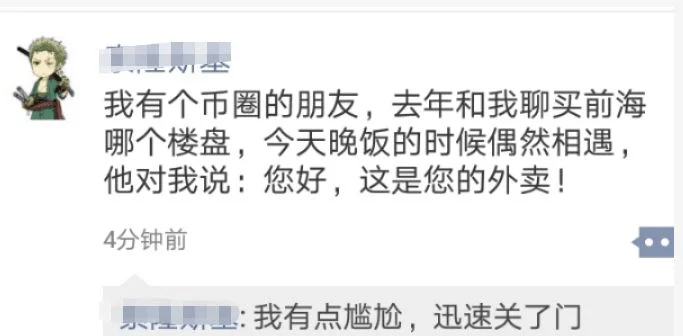 我有个币圈的朋友，去年和我聊买前海
哪个楼盘，今天晚饭的时候偶然相遇，
他对我说：您好，这是您的外卖！
4分钟前
: 我有点尴尬，迅速关了门